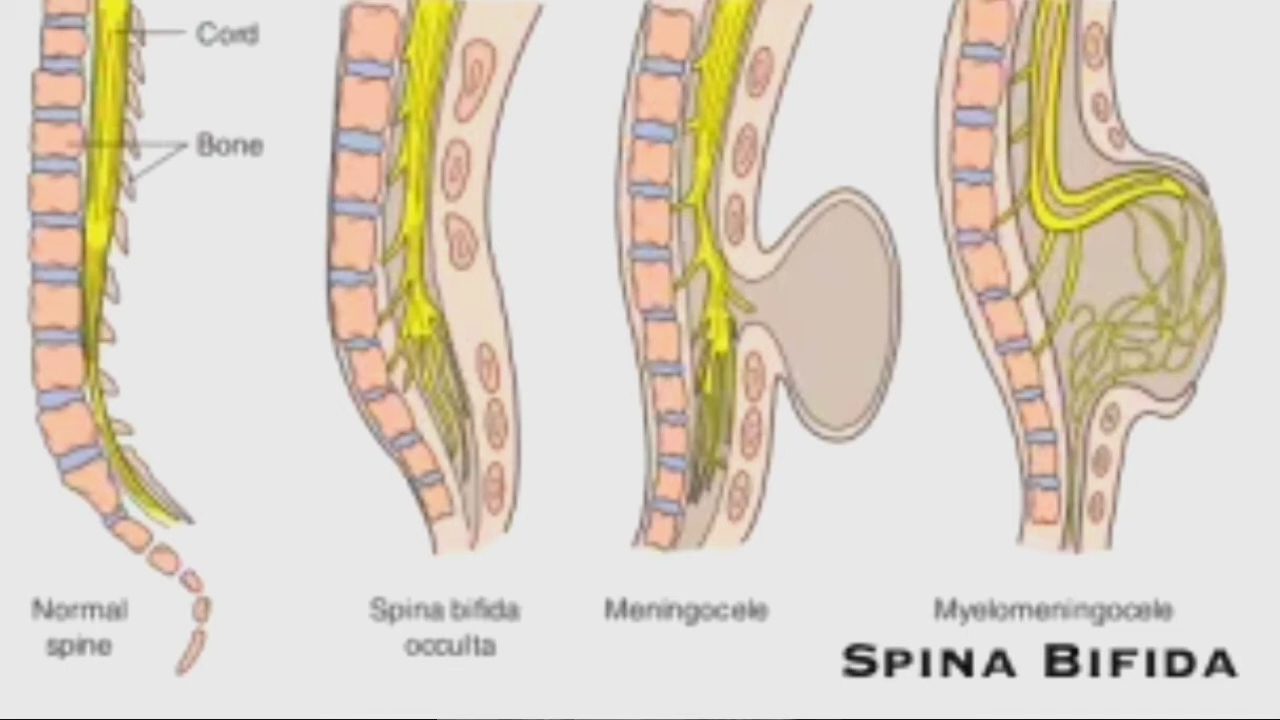 Cord
Bone
Normal
spine
Spina bifida
occulta
Meningocele
Myelomeningocele
SPINA BIFIDA